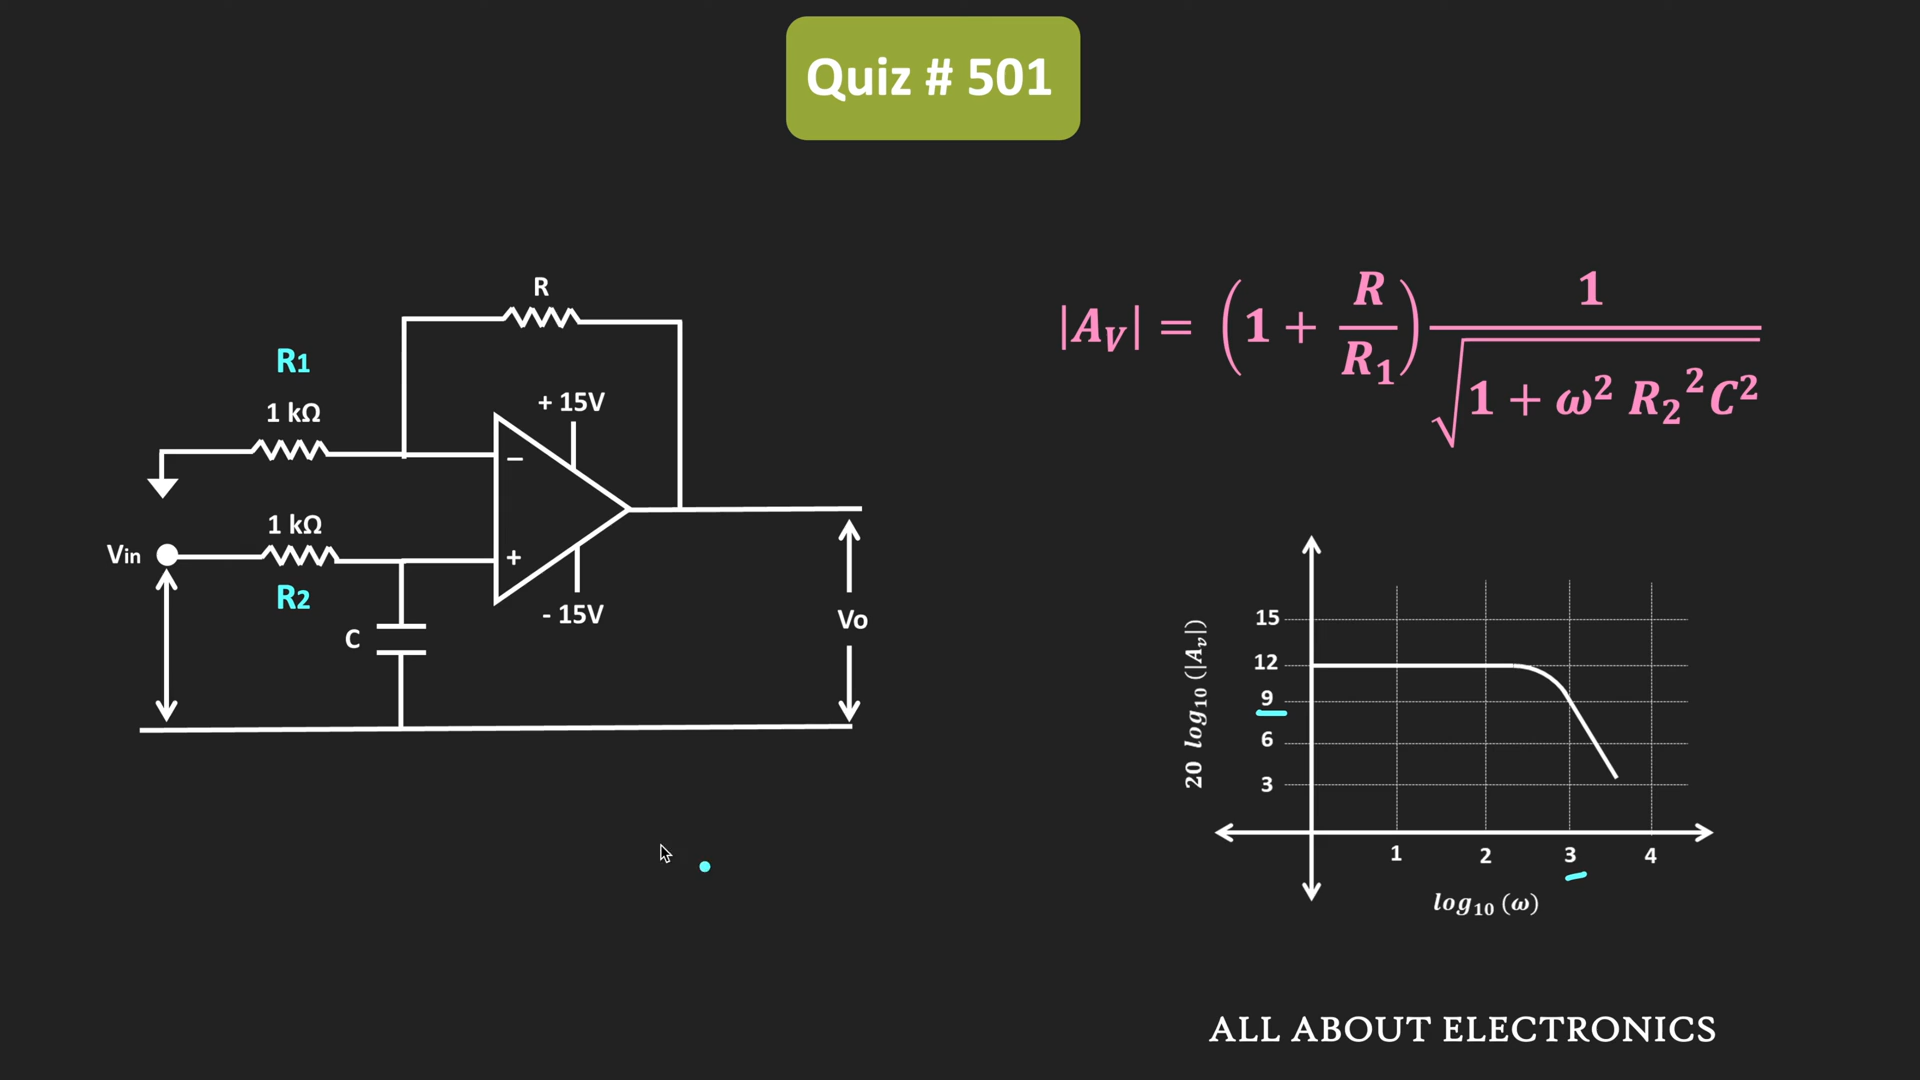 Quiz # 501
R
R1
1 kΩ
+ 15V
−
1 kΩ
Vin
+
R2
- 15V
C
Vo
|A_V| = (1 + R/R₁) 1/√(1 + ω² R₂² C²)
20 log₁₀ (|Aᵥ|)
15
12
9
6
3
1 2 3 4
log₁₀ (ω)
ALL ABOUT ELECTRONICS